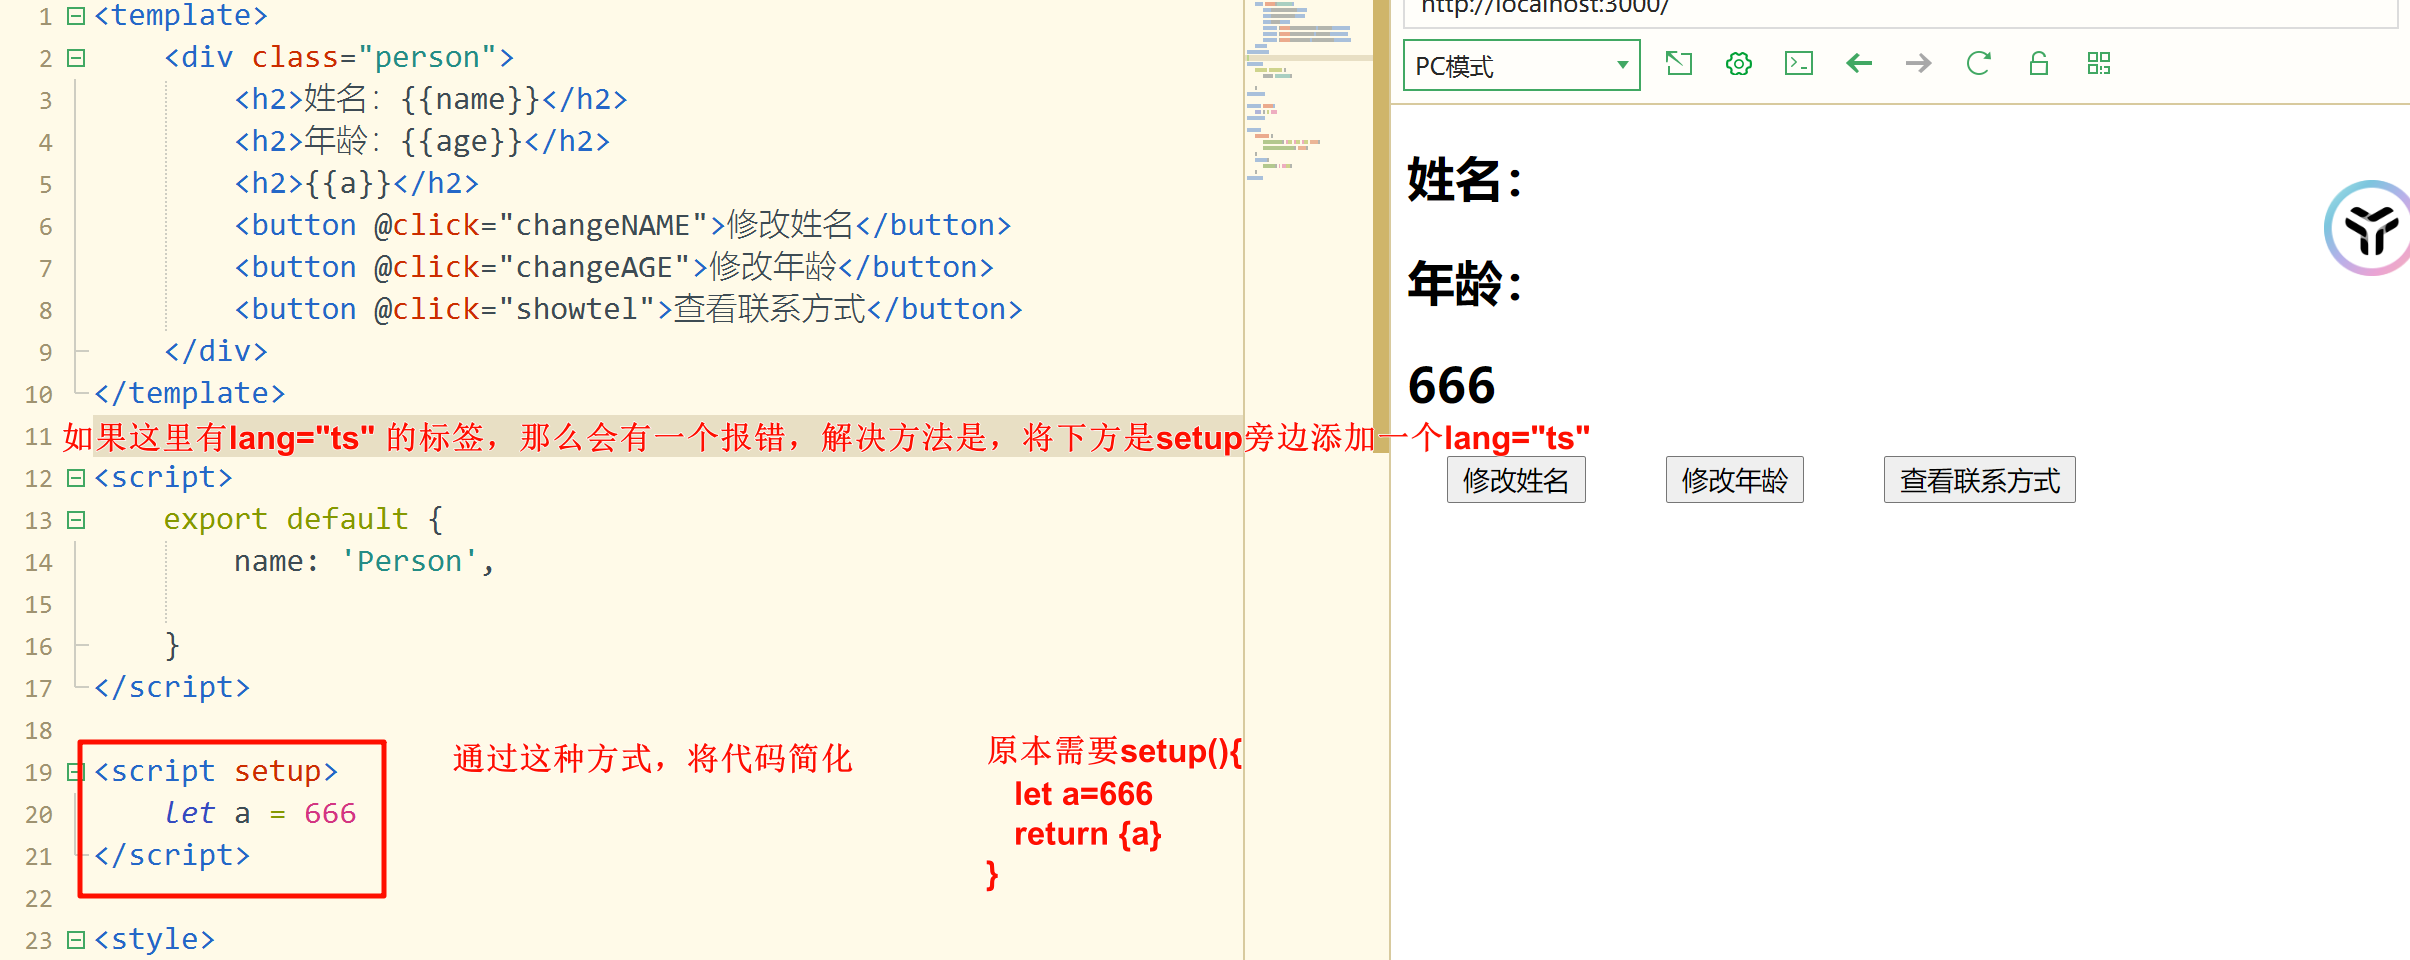 1 <template>
2 <div class="person">
3 <h2>姓名：{{name}}</h2>
4 <h2>年龄：{{age}}</h2>
5 <h2>{{a}}</h2>
6 <button @click="changeNAME">修改姓名</button>
7 <button @click="changeAGE">修改年龄</button>
8 <button @click="showtel">查看联系方式</button>
9 </div>
10 </template>
11 如果这里有lang="ts" 的标签，那么会有一个报错，解决方法是，将下方是setup旁边添加一个lang="ts"
12 <script>
13 export default {
14 name: 'Person',
15
16 }
17 </script>
18
19 <script setup>
20 let a = 666
21 </script>
22
23 <style>
通过这种方式，将代码简化
原本需要setup(){
let a=666
return {a}
}
http://localhost:3000/
PC模式
姓名：
年龄：
666
修改姓名 修改年龄 查看联系方式